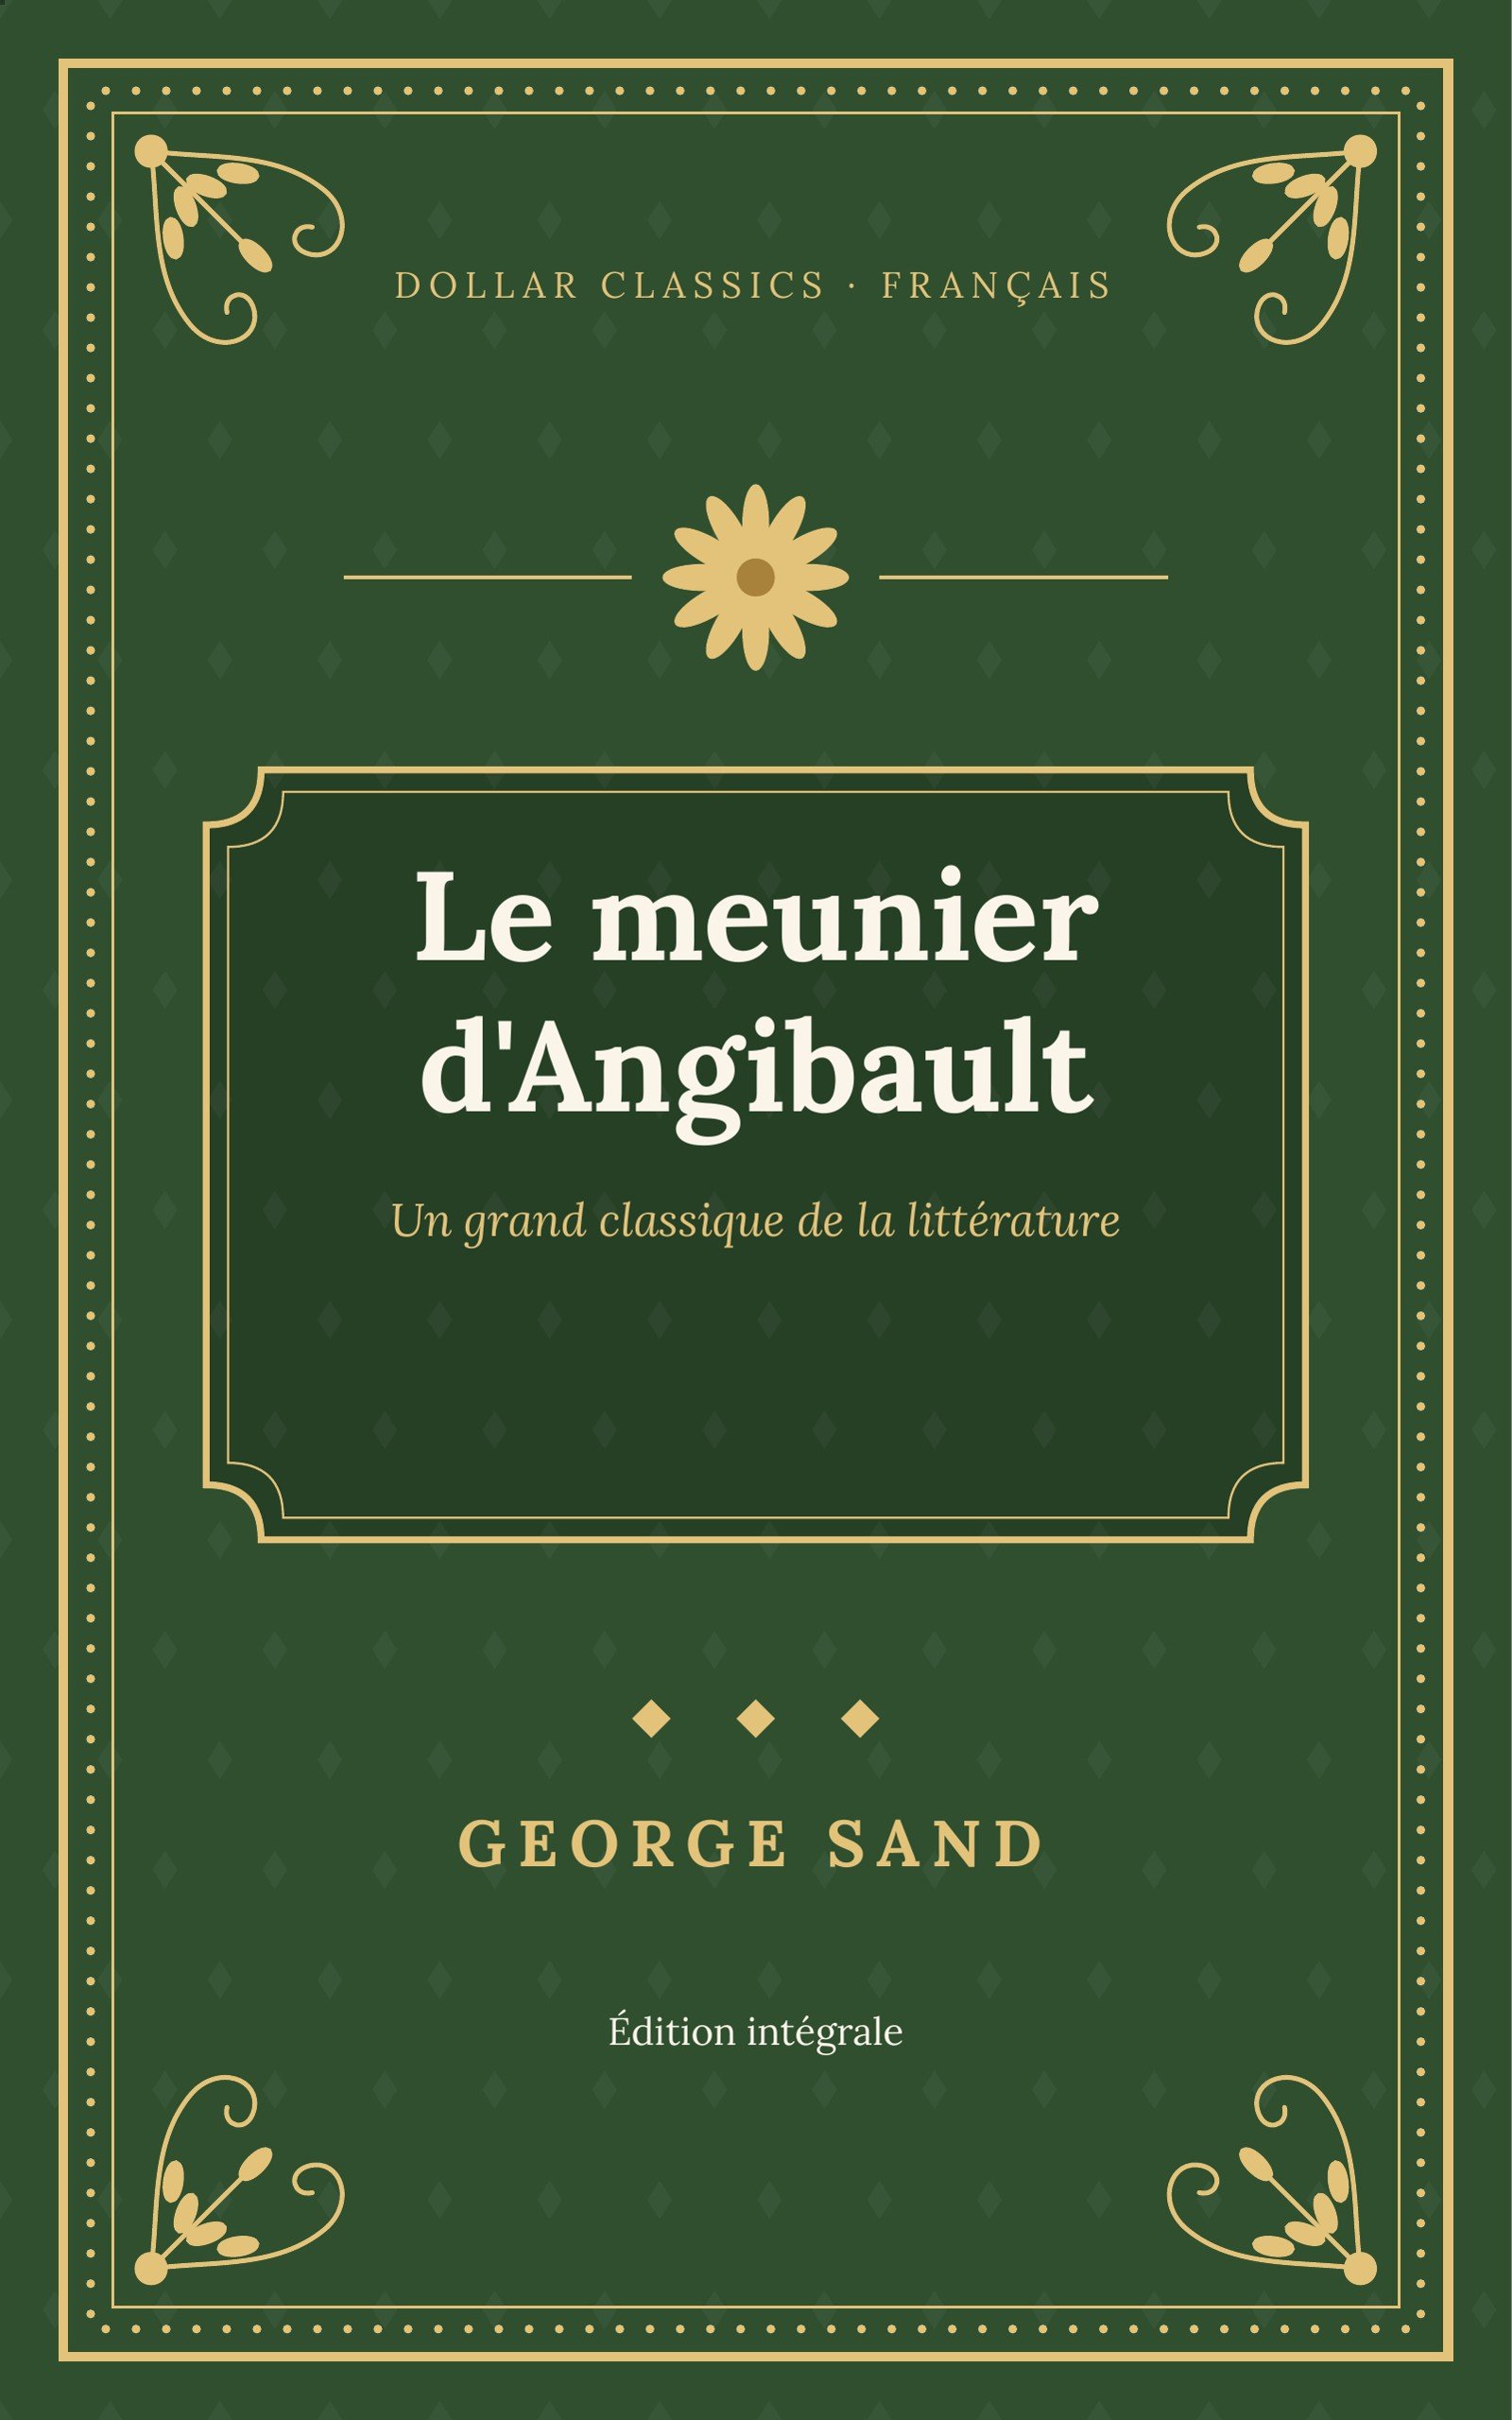 DOLLAR CLASSICS · FRANÇAIS
Le meunier
d'Angibault
Un grand classique de la littérature
GEORGE SAND
Édition intégrale